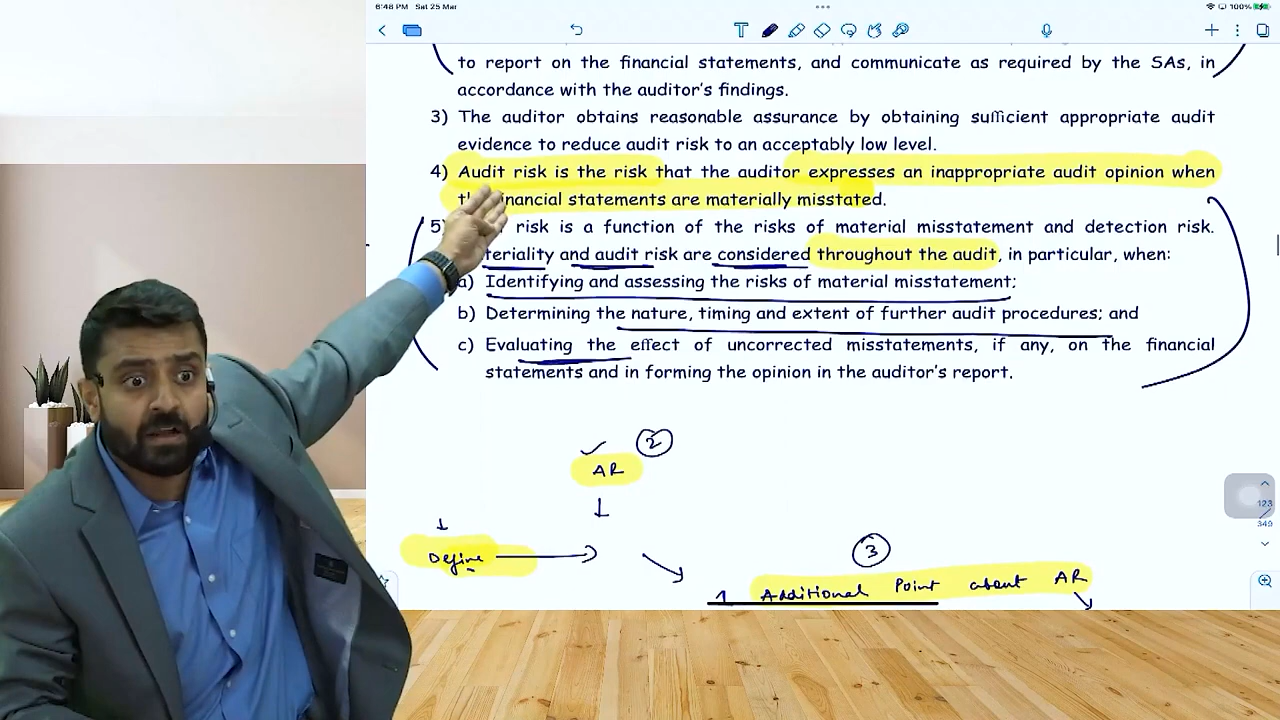 6:48 PM Sat 25 Mar
100%
to report on the financial statements, and communicate as required by the SAs, in
accordance with the auditor's findings.
3) The auditor obtains reasonable assurance by obtaining sufficient appropriate audit
evidence to reduce audit risk to an acceptably low level.
4) Audit risk is the risk that the auditor expresses an inappropriate audit opinion when
financial statements are materially misstated.
5) risk is a function of the risks of material misstatement and detection risk.
teriality and audit risk are considered throughout the audit, in particular, when:
a) Identifying and assessing the risks of material misstatement;
b) Determining the nature, timing and extent of further audit procedures; and
c) Evaluating the effect of uncorrected misstatements, if any, on the financial
statements and in forming the opinion in the auditor's report.
2
AR
123
349
3
Define
1 Additional Point about AR